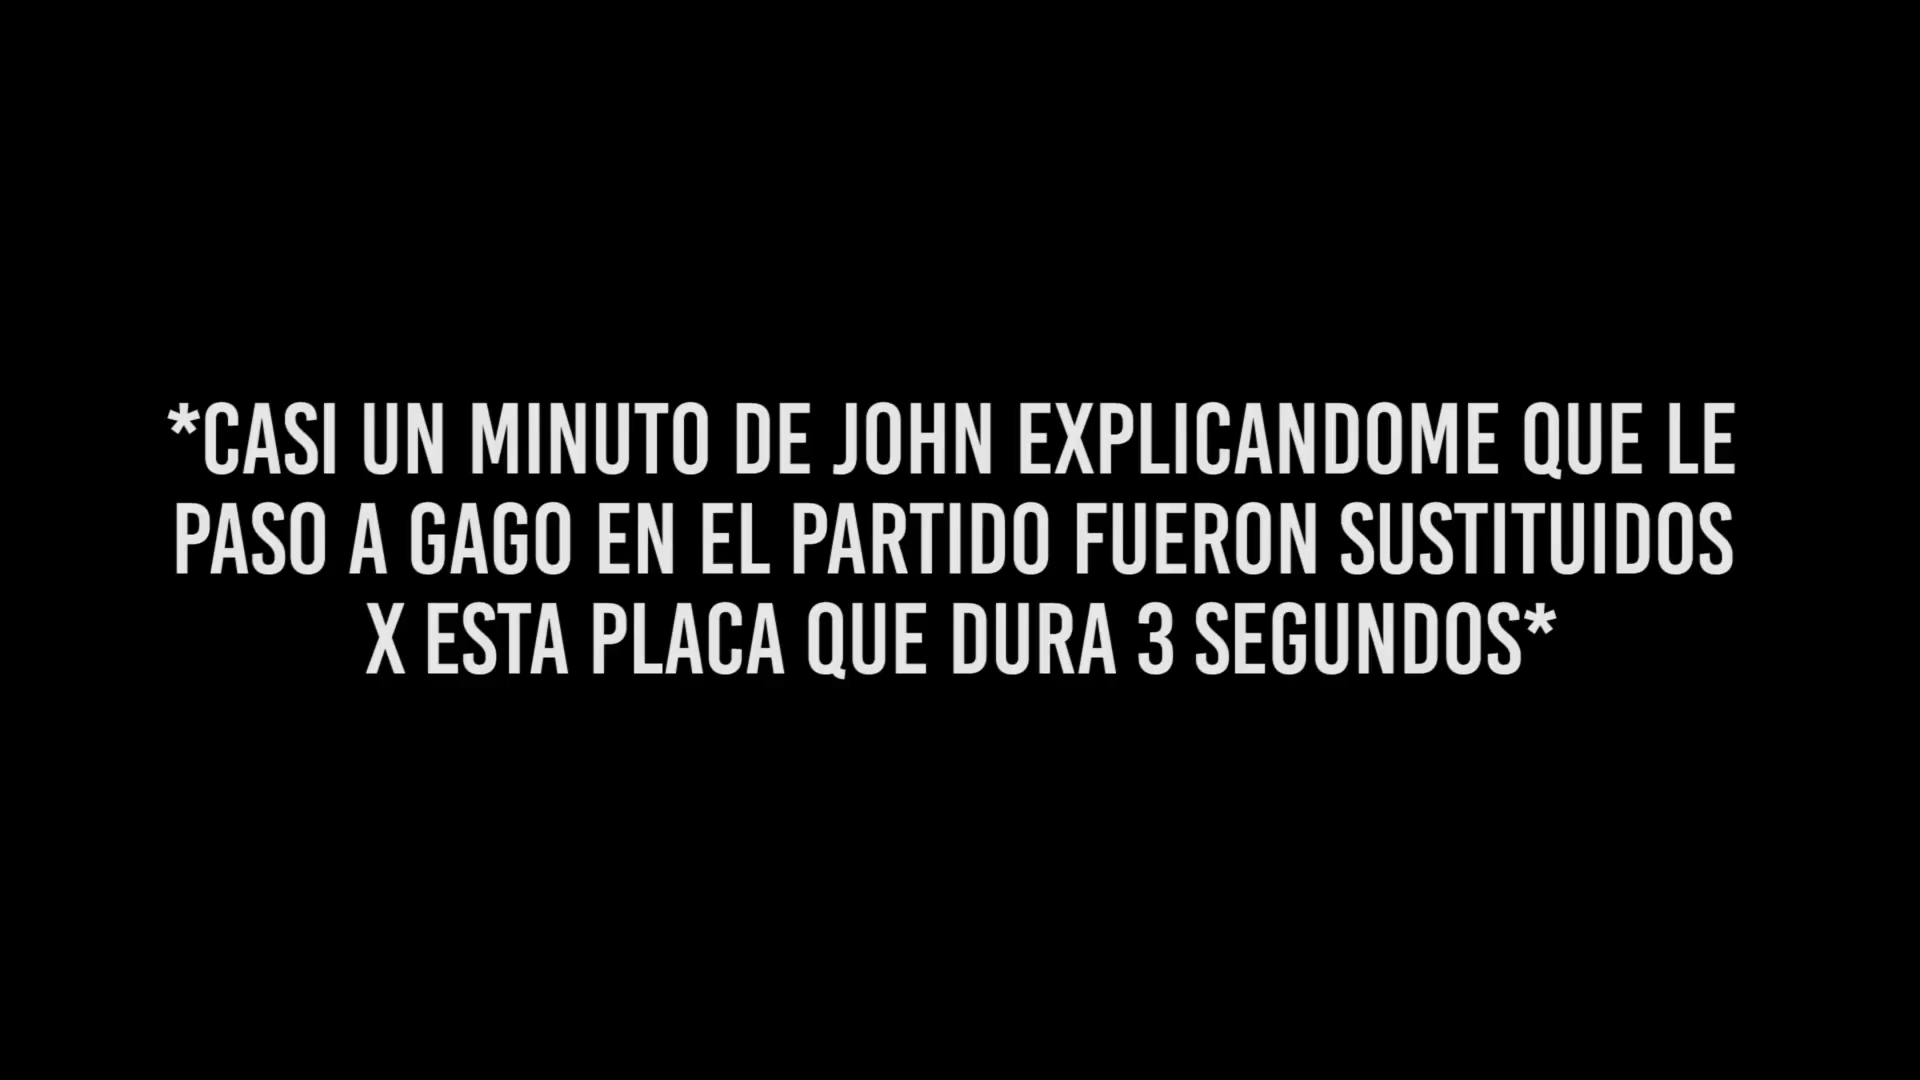 *CASI UN MINUTO DE JOHN EXPLICANDOME QUE LE
PASO A GAGO EN EL PARTIDO FUERON SUSTITUIDOS
X ESTA PLACA QUE DURA 3 SEGUNDOS*